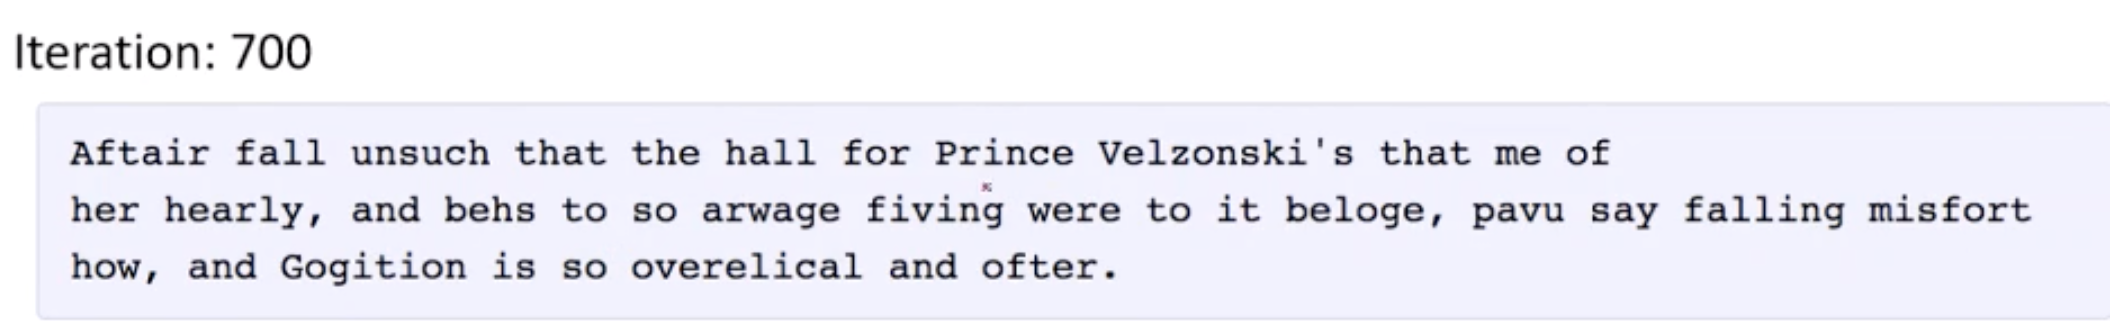 Iteration: 700
Aftair fall unsuch that the hall for Prince Velzonski's that me of
her hearly, and behs to so arwage fiving were to it beloge, pavu say falling misfort
how, and Gogition is so overelical and ofter.